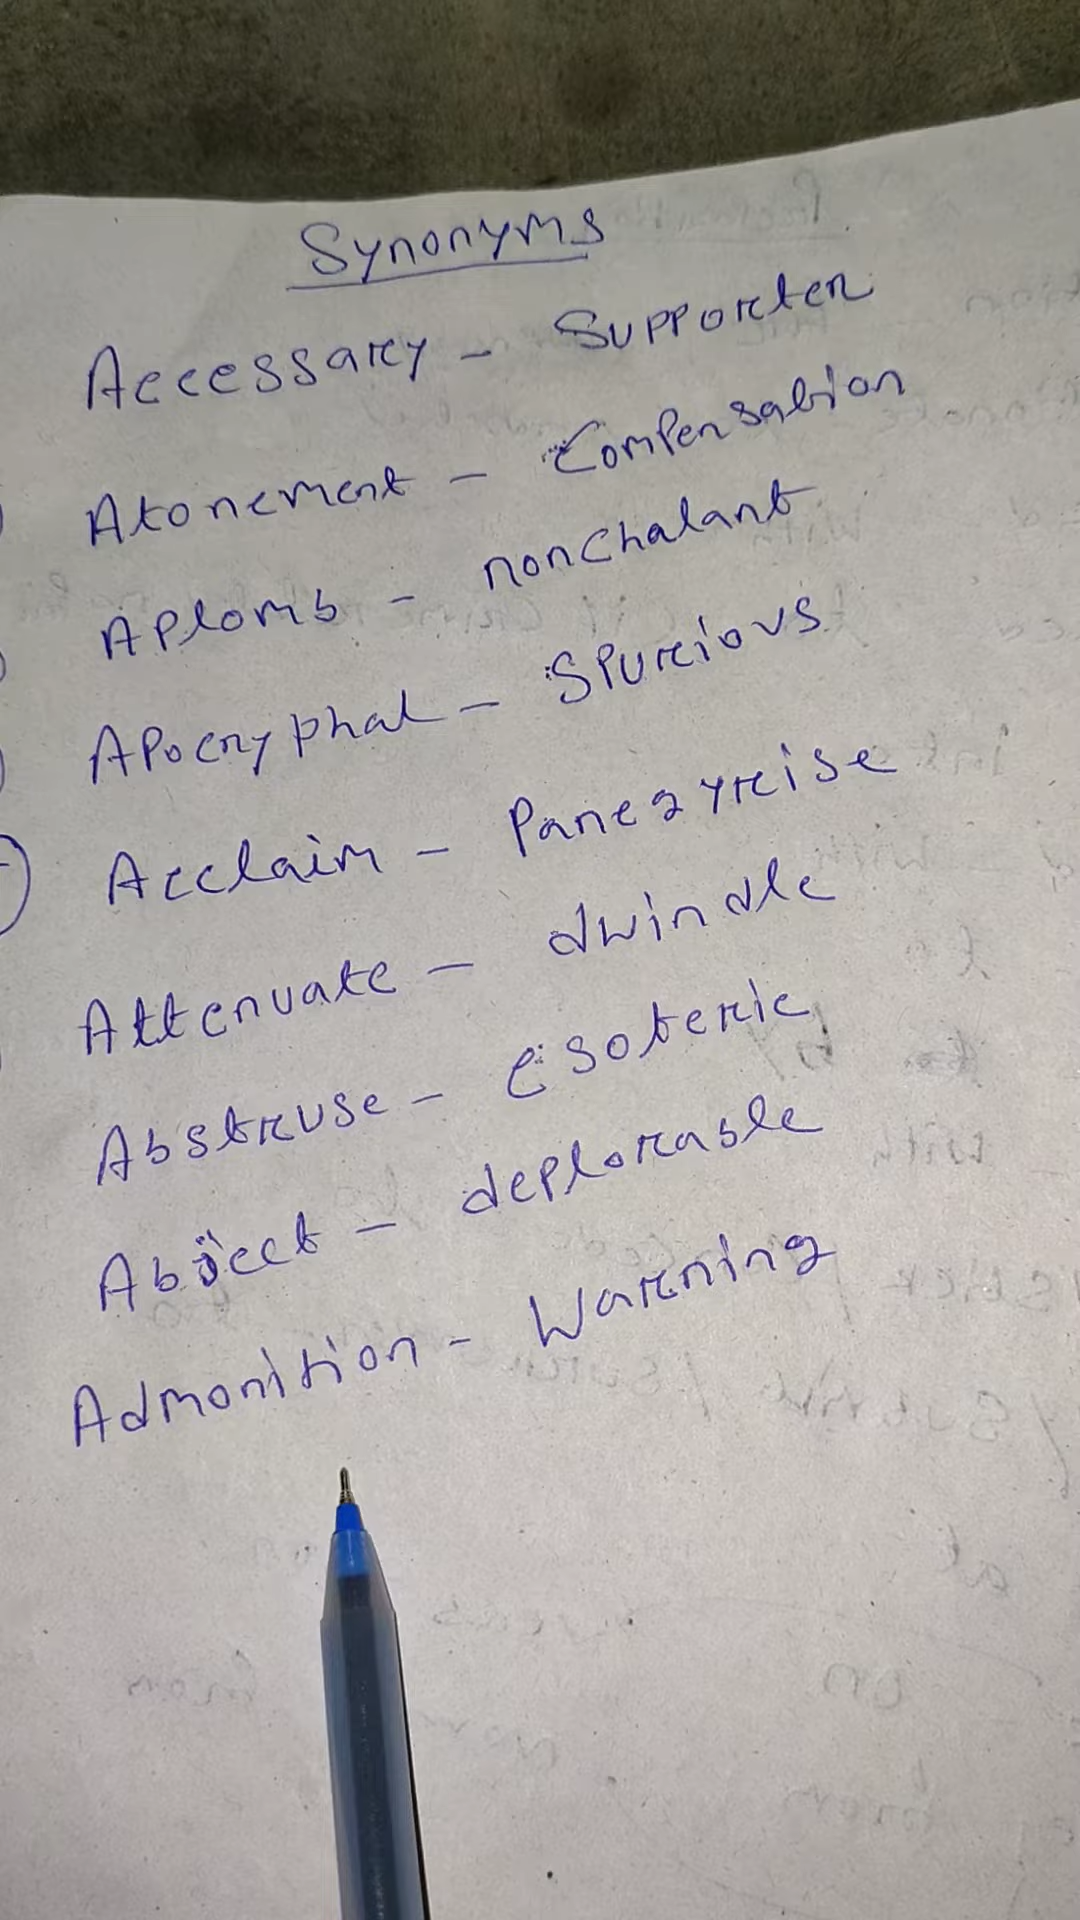 Synonyms
Accessary - Supporter
Atonement - Compensation
Aplomb - nonchalant
Apocryphal - Spurious
Acclaim - Panegyrise
Attenuate - dwindle
Abstruse - esoteric
Abject - deplorable
Admonition - Warning